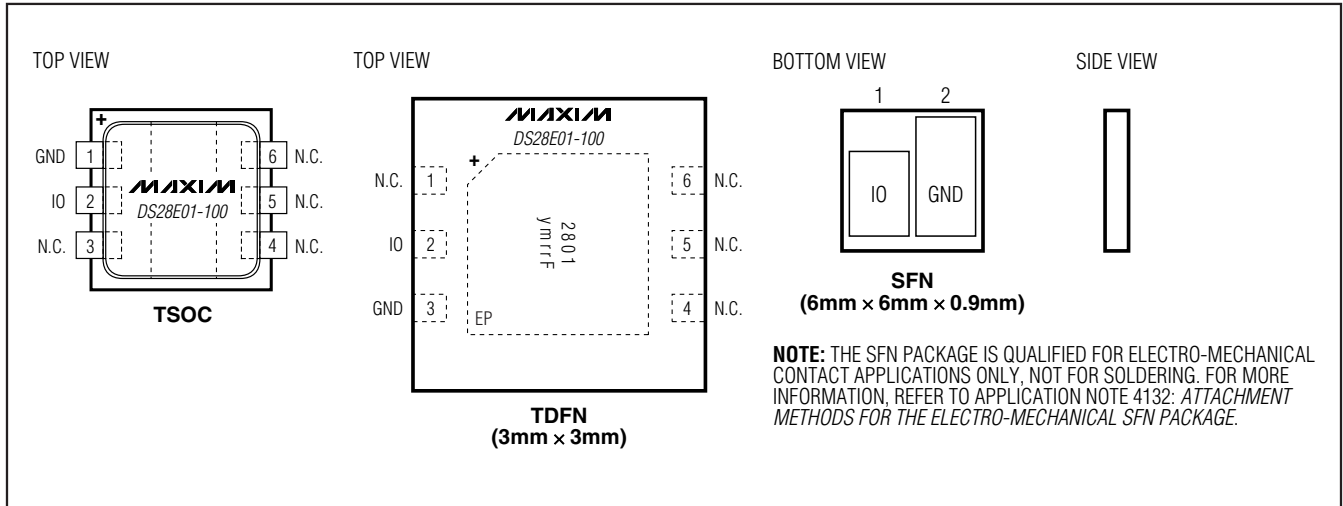 TOP VIEW
+
GND 1
6 N.C.
IO 2
5 N.C.
N.C. 3
4 N.C.
MAXIM
DS28E01-100
TSOC
TOP VIEW
MAXIM
DS28E01-100
+
N.C. 1
6 N.C.
IO 2
5 N.C.
GND 3
4 N.C.
2801
ymrrF
EP
TDFN
(3mm × 3mm)
BOTTOM VIEW
1 2
IO GND
SFN
(6mm × 6mm × 0.9mm)
SIDE VIEW
NOTE: THE SFN PACKAGE IS QUALIFIED FOR ELECTRO-MECHANICAL
CONTACT APPLICATIONS ONLY, NOT FOR SOLDERING. FOR MORE
INFORMATION, REFER TO APPLICATION NOTE 4132: ATTACHMENT
METHODS FOR THE ELECTRO-MECHANICAL SFN PACKAGE.